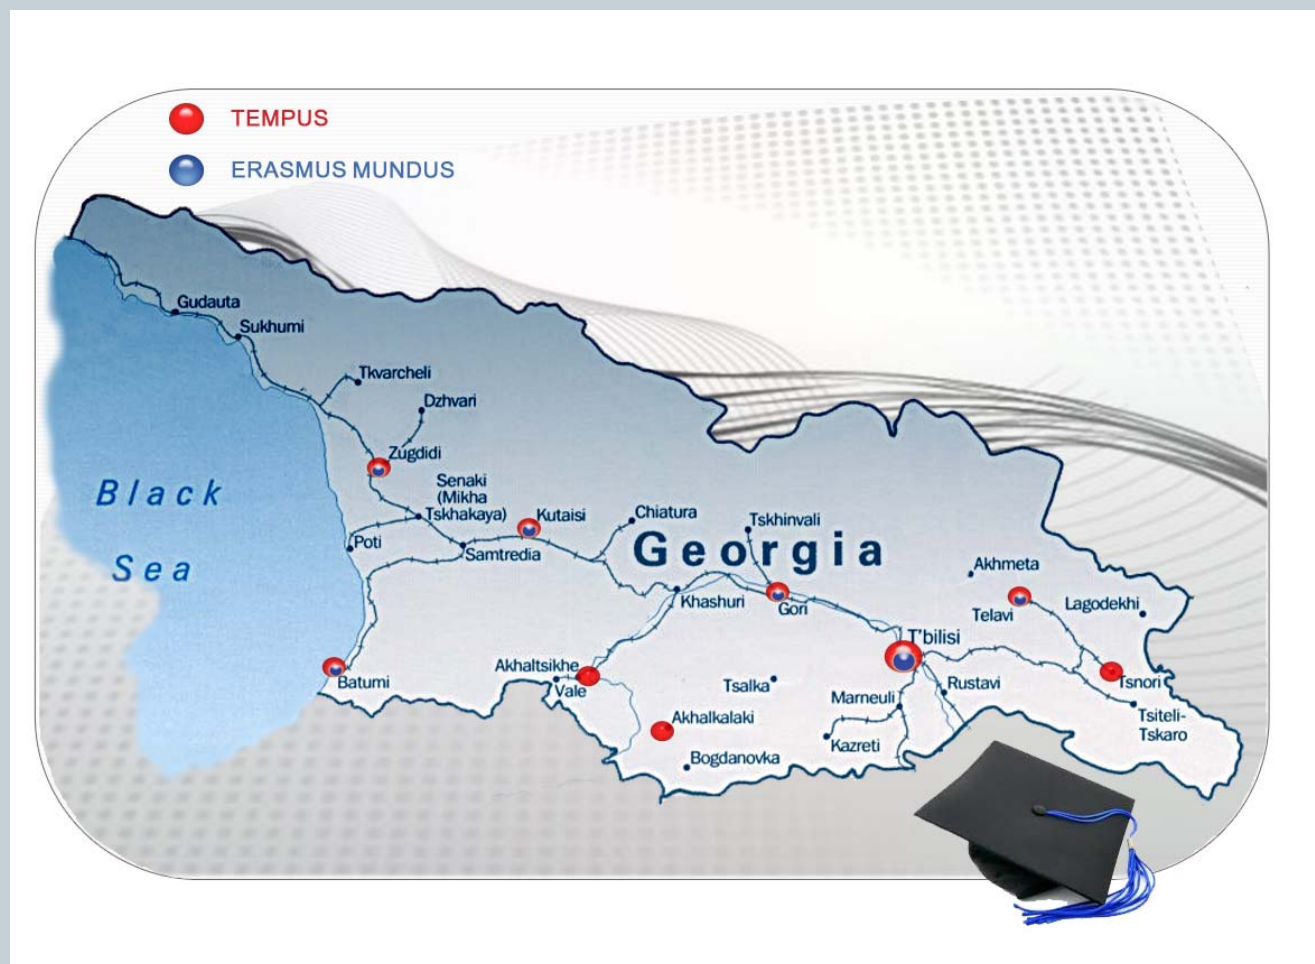 TEMPUS
ERASMUS MUNDUS
Gudauta
Sukhumi
Tkvarcheli
Dzhvari
Zugdidi
Senaki
(Mikha
Tskhakaya)
Kutaisi
Chiatura
Tskhinvali
Black
Sea
Poti
Samtredia
Georgia
Akhmeta
Khashuri
Gori
Telavi
Lagodekhi
T'bilisi
Akhaltsikhe
Vale
Batumi
Tsalka
Marneuli
Rustavi
Tsnori
Tsiteli-
Tskaro
Akhalkalaki
Kazreti
Bogdanovka